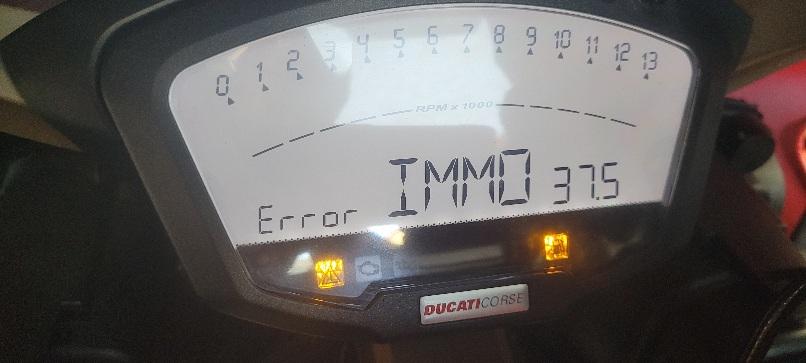 0 1 2 3 4 5 6 7 8 9 10 11 12 13
RPM x 1000
Error IMMO 37.5
DUCATICORSE